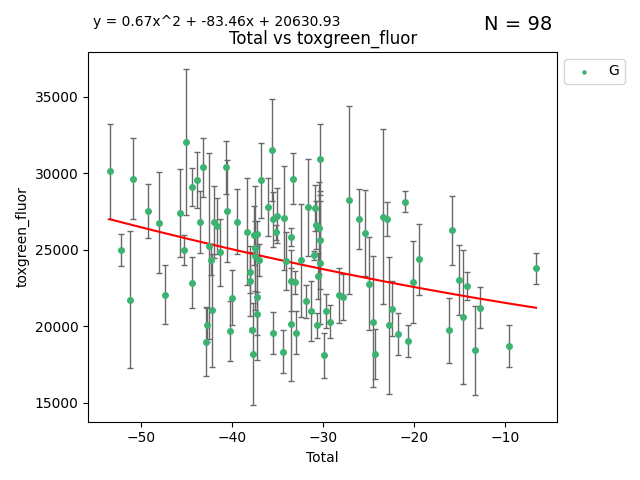 y = 0.67x^2 + -83.46x + 20630.93
N = 98
Total vs toxgreen_fluor
G
35000
30000
25000
20000
15000
toxgreen_fluor
−50
−40
−30
−20
−10
Total